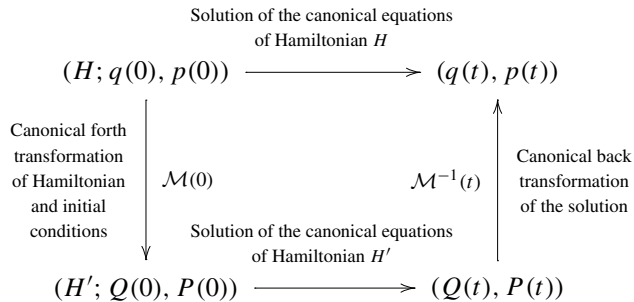 Solution of the canonical equations
of Hamiltonian H
(H; q(0), p(0))
(q(t), p(t))
Canonical forth
transformation
of Hamiltonian
and initial
conditions
ℳ(0)
ℳ⁻¹(t)
Canonical back
transformation
of the solution
Solution of the canonical equations
of Hamiltonian H′
(H′; Q(0), P(0))
(Q(t), P(t))